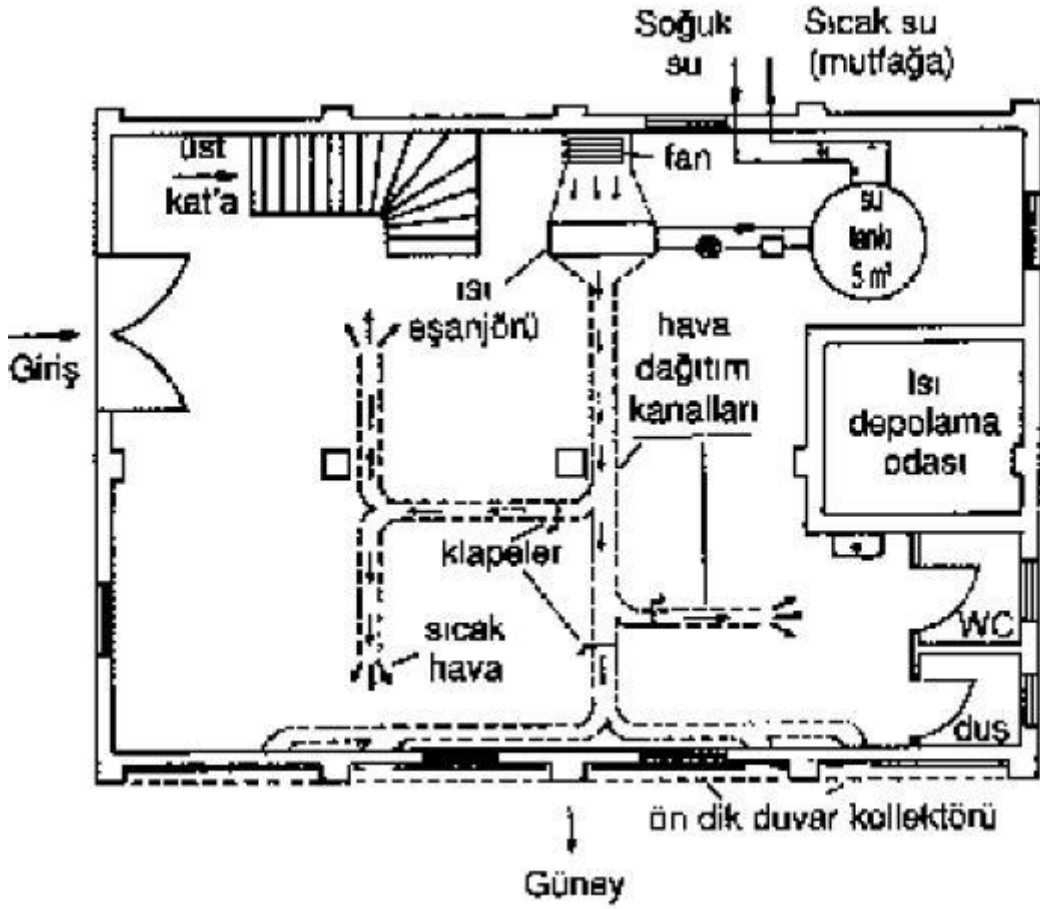 Soğuk
su
Sıcak su
(mutfağa)
üst
kat'a
fan
su
tankı
5 m³
ısı
eşanjörü
Giriş
hava
dağıtım
kanalları
Isı
depolama
odası
klapeler
sıcak
hava
WC
duş
ön dik duvar kollektörü
Güney